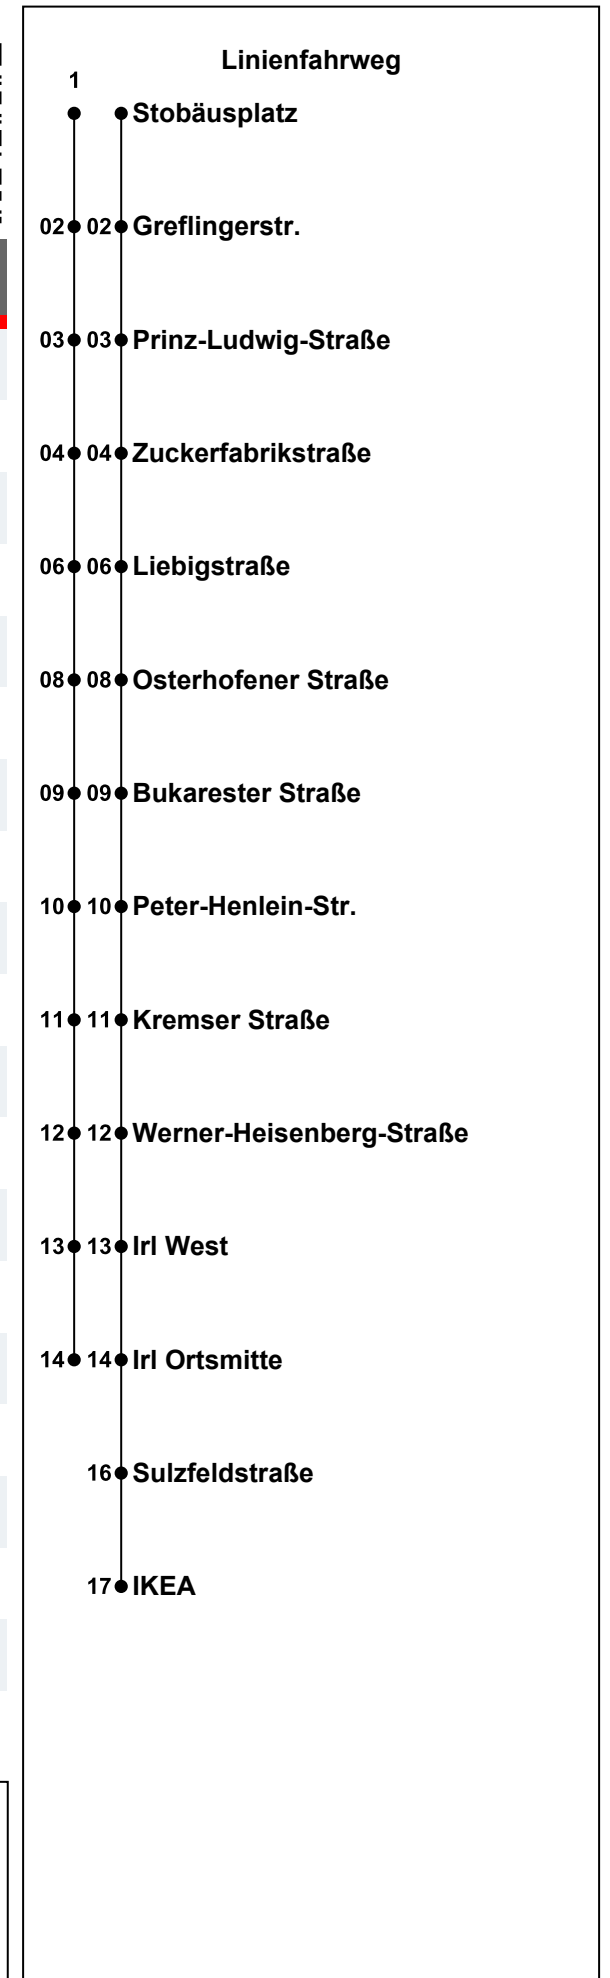 Linienfahrweg
1
Stobäusplatz
02 02 Greflingerstr.
03 03 Prinz-Ludwig-Straße
04 04 Zuckerfabrikstraße
06 06 Liebigstraße
08 08 Osterhofener Straße
09 09 Bukarester Straße
10 10 Peter-Henlein-Str.
11 11 Kremser Straße
12 12 Werner-Heisenberg-Straße
13 13 Irl West
14 14 Irl Ortsmitte
16 Sulzfeldstraße
17 IKEA